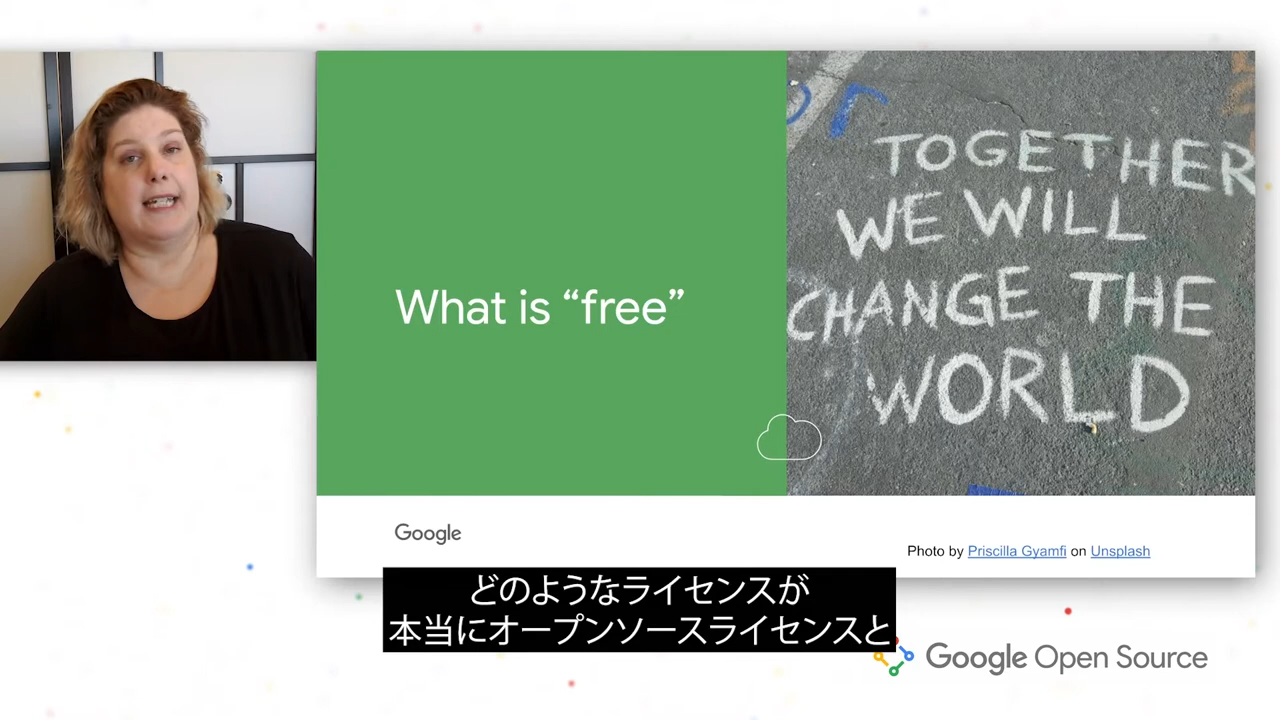 What is “free”
or
TOGETHER
WE WILL
CHANGE THE
WORLD
Google
Photo by Priscilla Gyamfi on Unsplash
どのようなライセンスが
本当にオープンソースライセンスと
Google Open Source